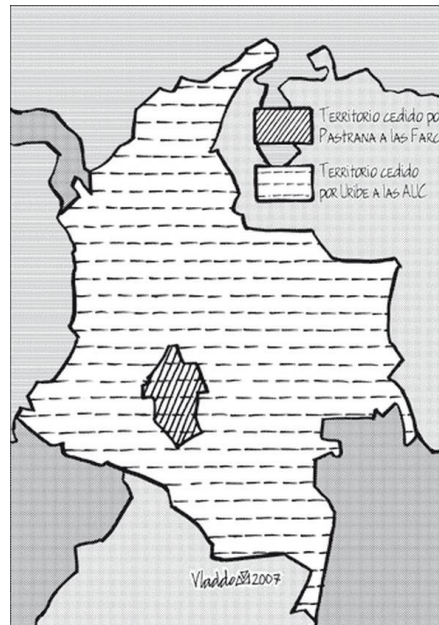 Territorio cedido po
Pastrana a las Farc
Territorio cedido
por Uribe a las AUC
Vladdo 2007